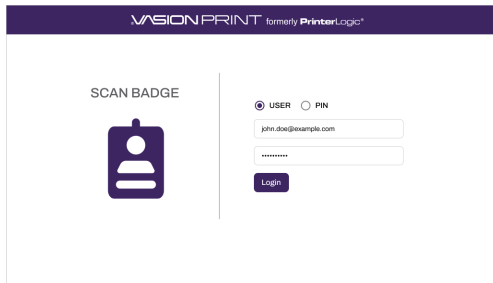 VASION PRINT formerly PrinterLogic®
SCAN BADGE
USER PIN
john.doe@example.com
••••••••••
Login